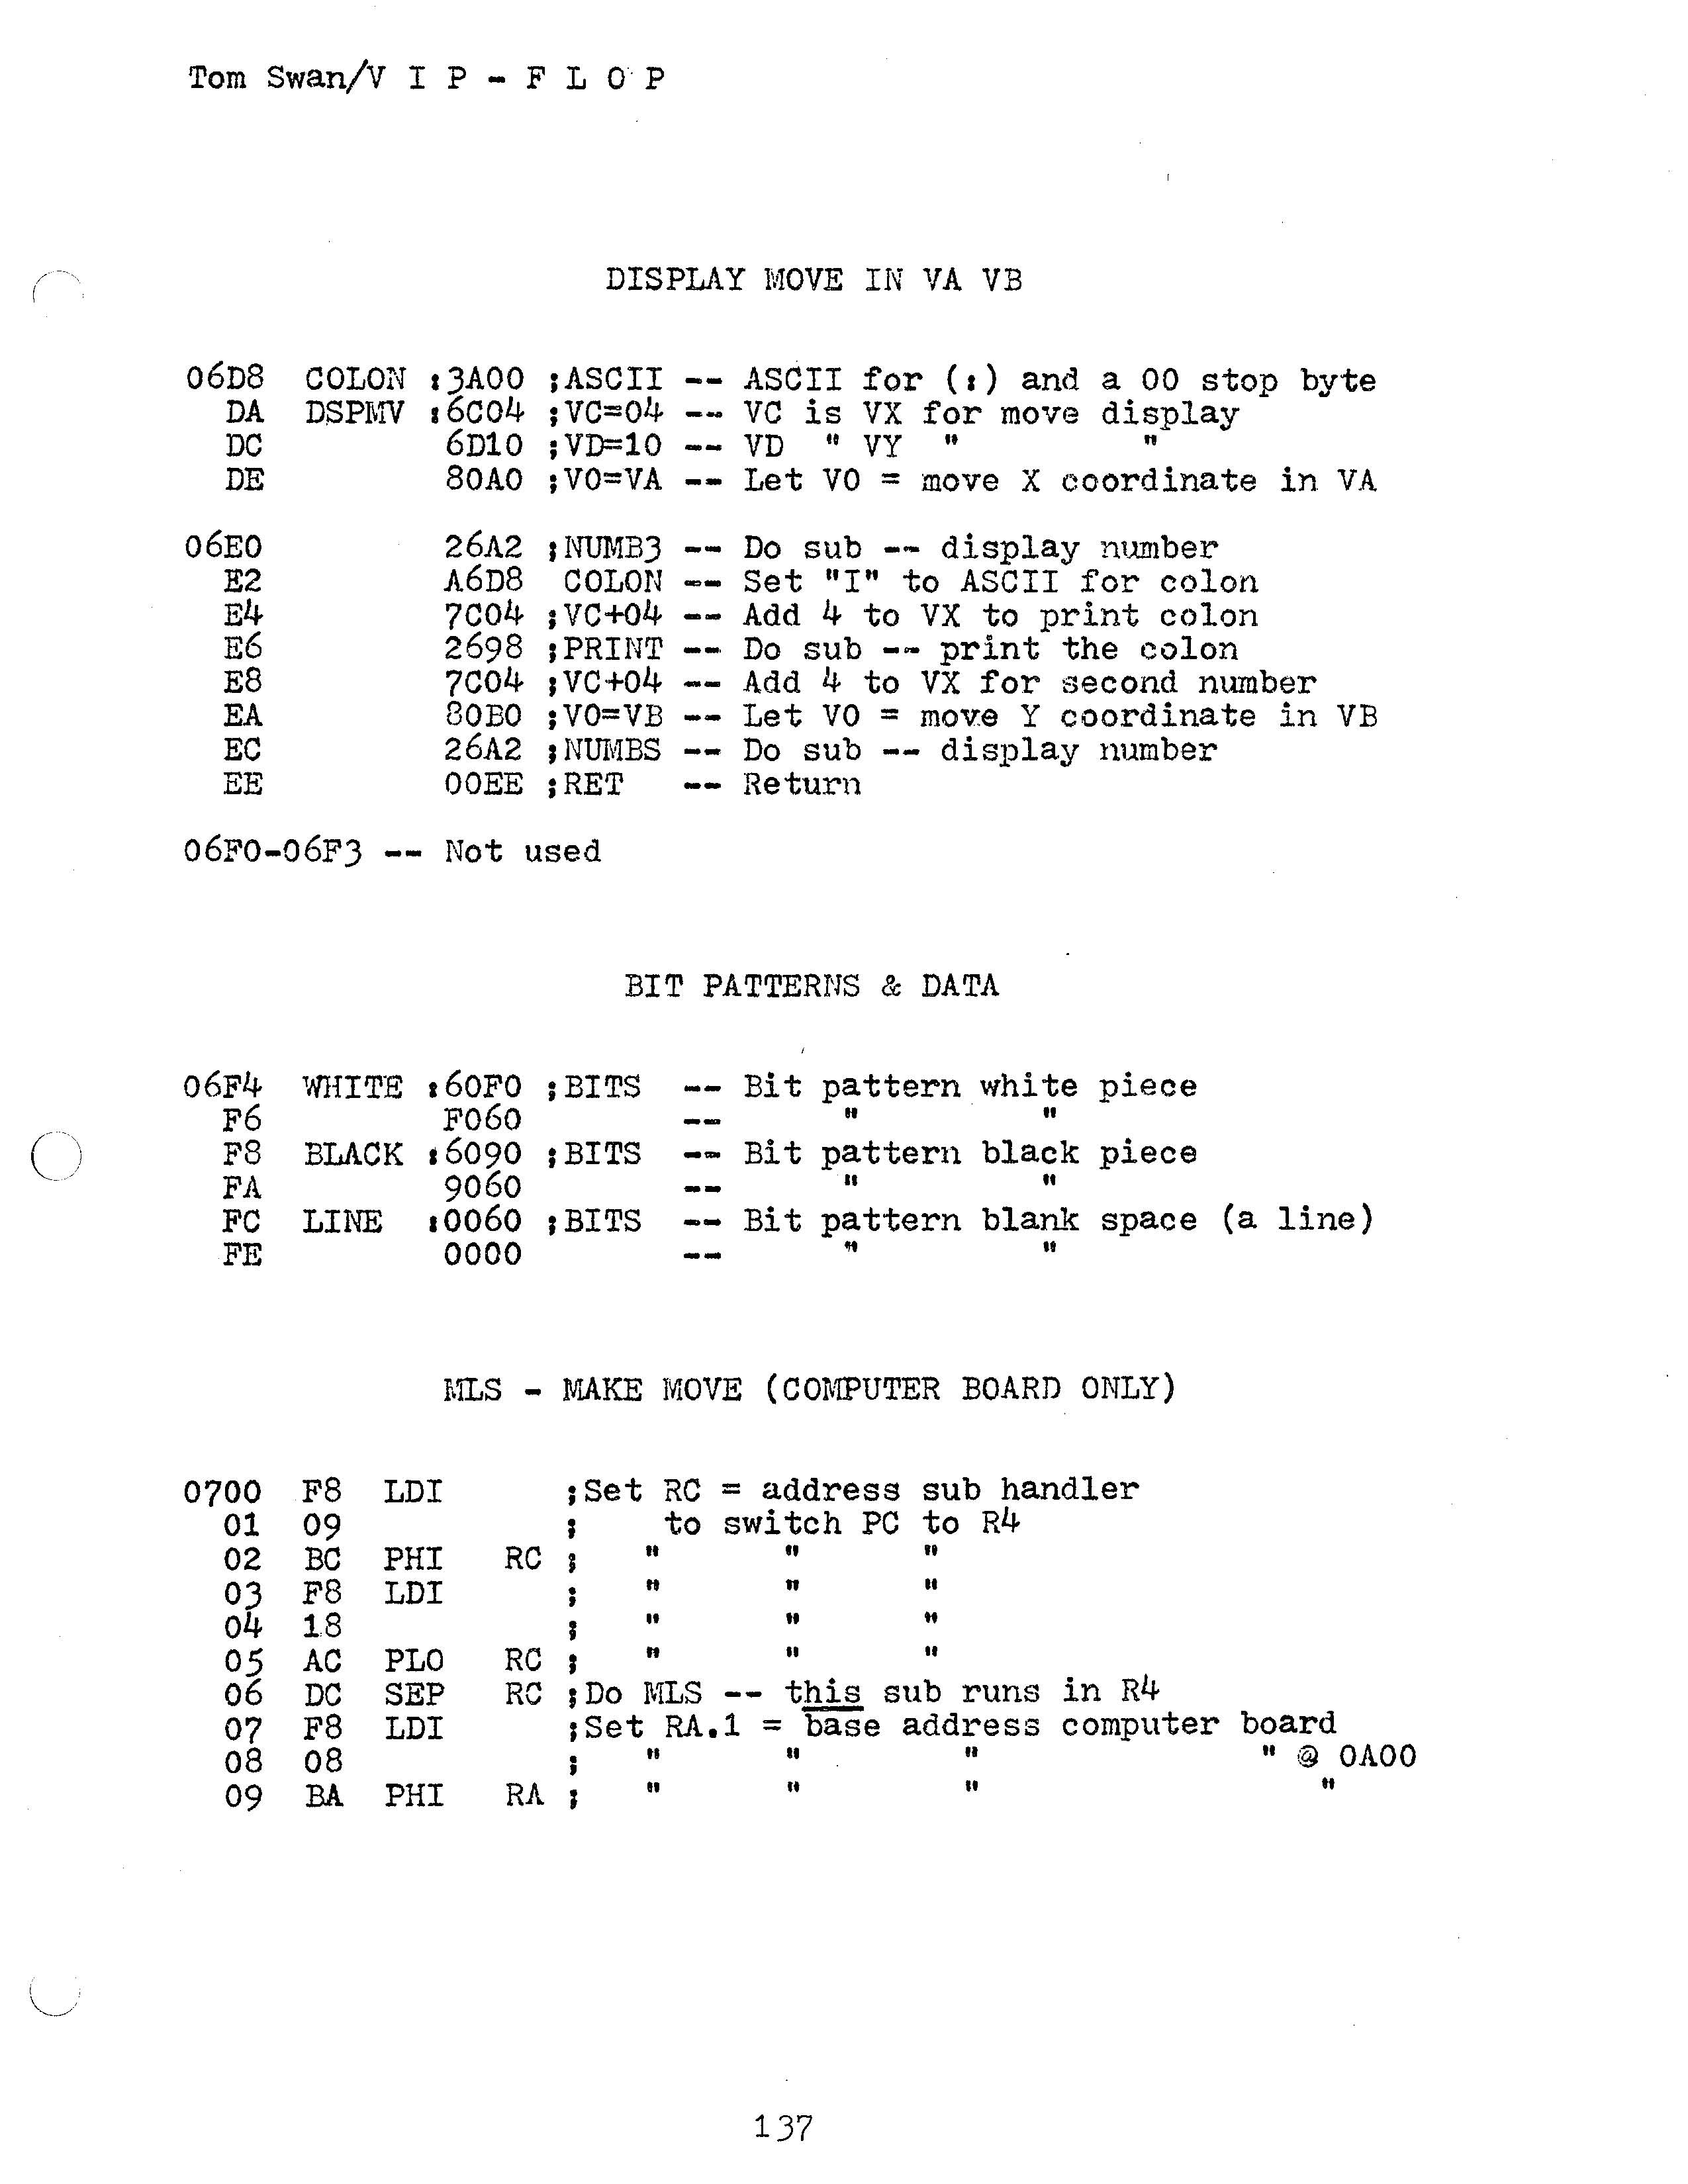 Tom Swan/V I P - F L O P
DISPLAY MOVE IN VA VB
06D8 COLON :3A00 ;ASCII -- ASCII for (:) and a 00 stop byte
DA DSPMV :6C04 ;VC=04 -- VC is VX for move display
DC 6D10 ;VD=10 -- VD " VY " "
DE 80A0 ;V0=VA -- Let V0 = move X coordinate in VA
06E0 26A2 ;NUMB3 -- Do sub -- display number
E2 A6D8 COLON -- Set "I" to ASCII for colon
E4 7C04 ;VC+04 -- Add 4 to VX to print colon
E6 2698 ;PRINT -- Do sub -- print the colon
E8 7C04 ;VC+04 -- Add 4 to VX for second number
EA 80B0 ;V0=VB -- Let V0 = move Y coordinate in VB
EC 26A2 ;NUMBS -- Do sub -- display number
EE 00EE ;RET -- Return
06F0-06F3 -- Not used
BIT PATTERNS & DATA
06F4 WHITE :60F0 ;BITS -- Bit pattern white piece
F6 F060 -- " "
F8 BLACK :6090 ;BITS -- Bit pattern black piece
FA 9060 -- " "
FC LINE :0060 ;BITS -- Bit pattern blank space (a line)
FE 0000 -- " "
MLS - MAKE MOVE (COMPUTER BOARD ONLY)
0700 F8 LDI ;Set RC = address sub handler
01 09 ; to switch PC to R4
02 BC PHI RC ; " " "
03 F8 LDI ; " " "
04 18 ; " " "
05 AC PLO RC ; " " "
06 DC SEP RC ;Do MLS -- this sub runs in R4
07 F8 LDI ;Set RA.1 = base address computer board
08 08 ; " " " " @ 0A00
09 BA PHI RA ; " " " "
137